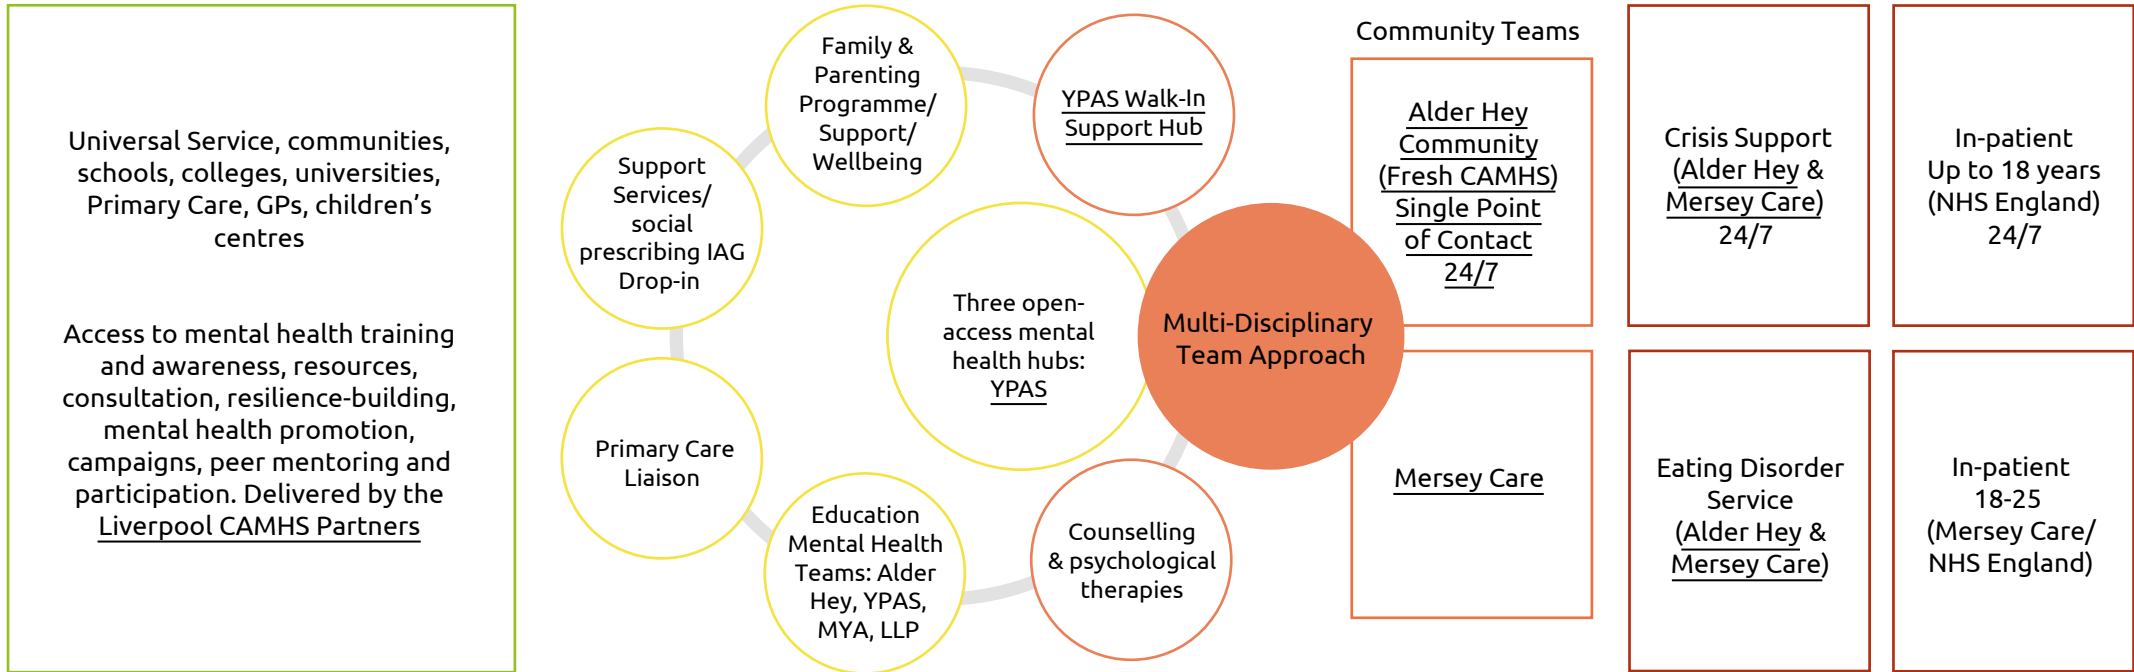 Universal Service, communities,
schools, colleges, universities,
Primary Care, GPs, children’s
centres
Access to mental health training
and awareness, resources,
consultation, resilience-building,
mental health promotion,
campaigns, peer mentoring and
participation. Delivered by the
Liverpool CAMHS Partners
Support
Services/
social
prescribing IAG
Drop-in
Family &
Parenting
Programme/
Support/
Wellbeing
YPAS Walk-In
Support Hub
Primary Care
Liaison
Education
Mental Health
Teams: Alder
Hey, YPAS,
MYA, LLP
Counselling
& psychological
therapies
Three open-
access mental
health hubs:
YPAS
Multi-Disciplinary
Team Approach
Community Teams
Alder Hey
Community
(Fresh CAMHS)
Single Point
of Contact
24/7
Mersey Care
Crisis Support
(Alder Hey &
Mersey Care)
24/7
Eating Disorder
Service
(Alder Hey &
Mersey Care)
In-patient
Up to 18 years
(NHS England)
24/7
In-patient
18-25
(Mersey Care/
NHS England)